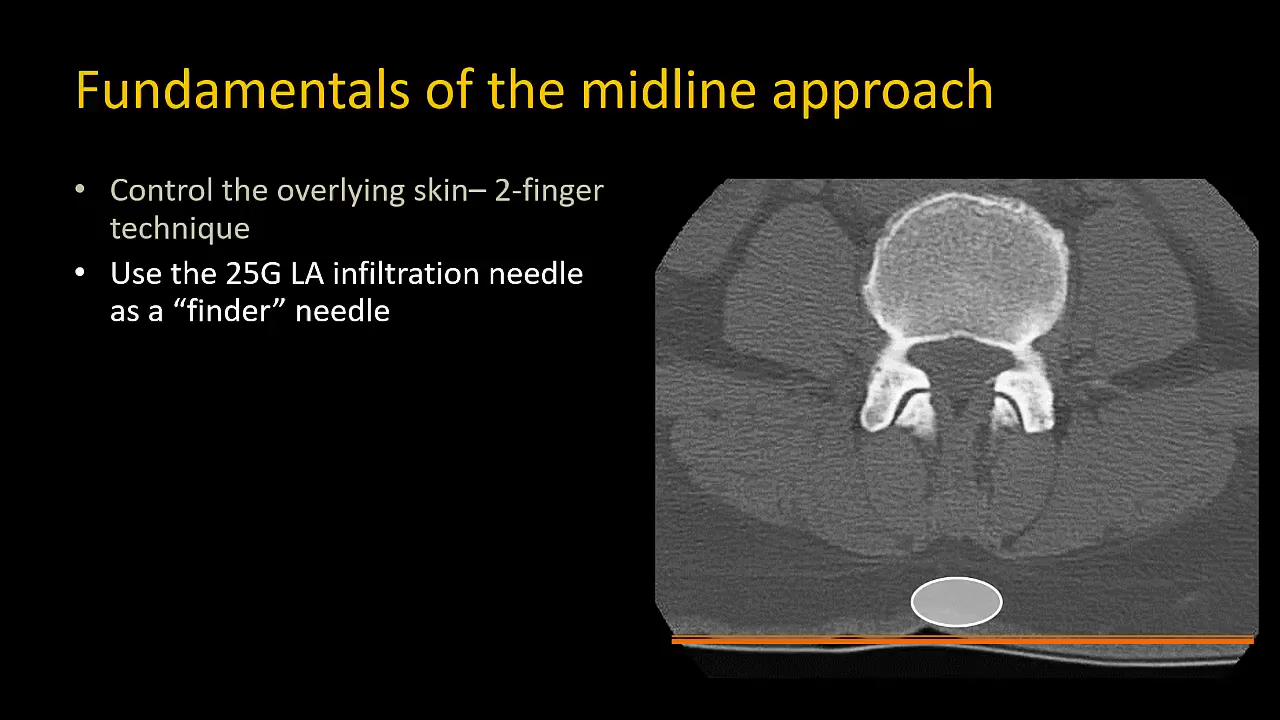 Fundamentals of the midline approach
• Control the overlying skin– 2-finger
technique
• Use the 25G LA infiltration needle
as a “finder” needle